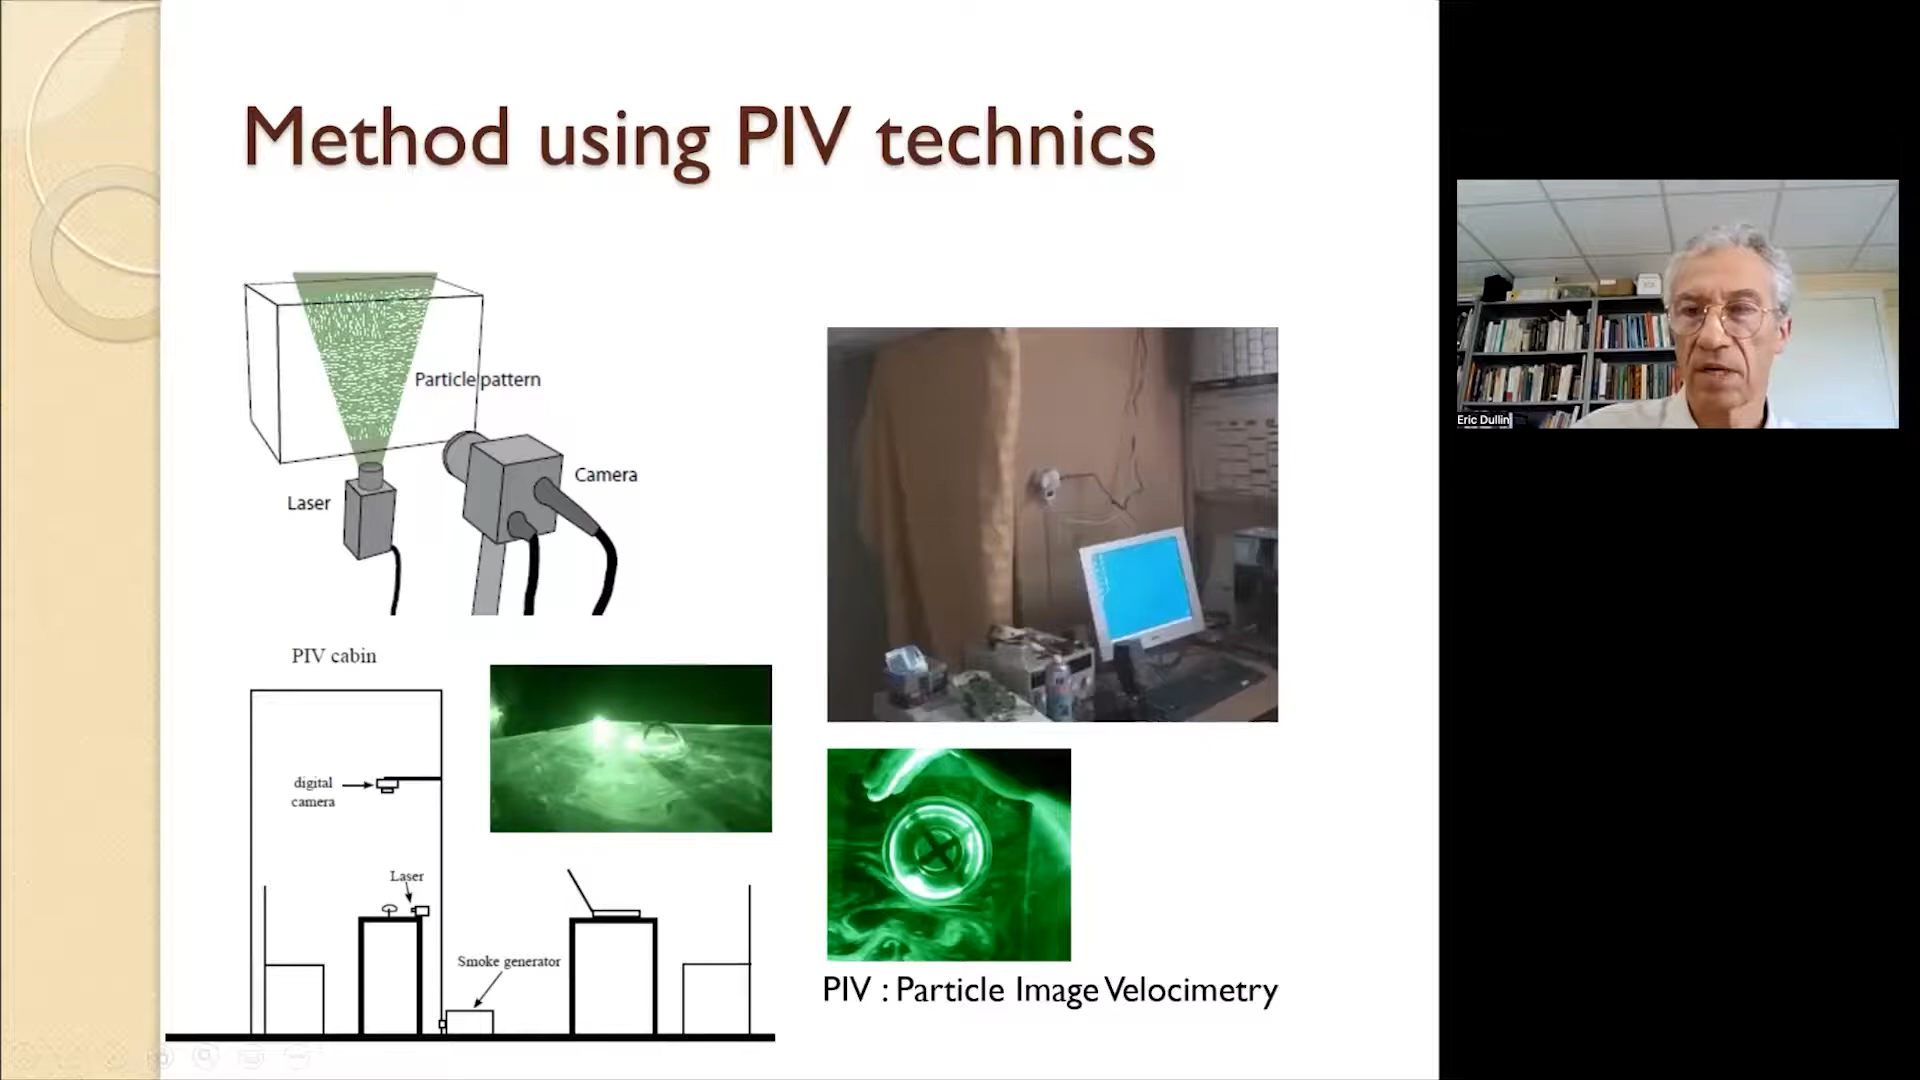 Method using PIV technics
Particle pattern
Camera
Laser
PIV cabin
digital
camera
Laser
Smoke generator
PIV : Particle Image Velocimetry
Eric Dullin